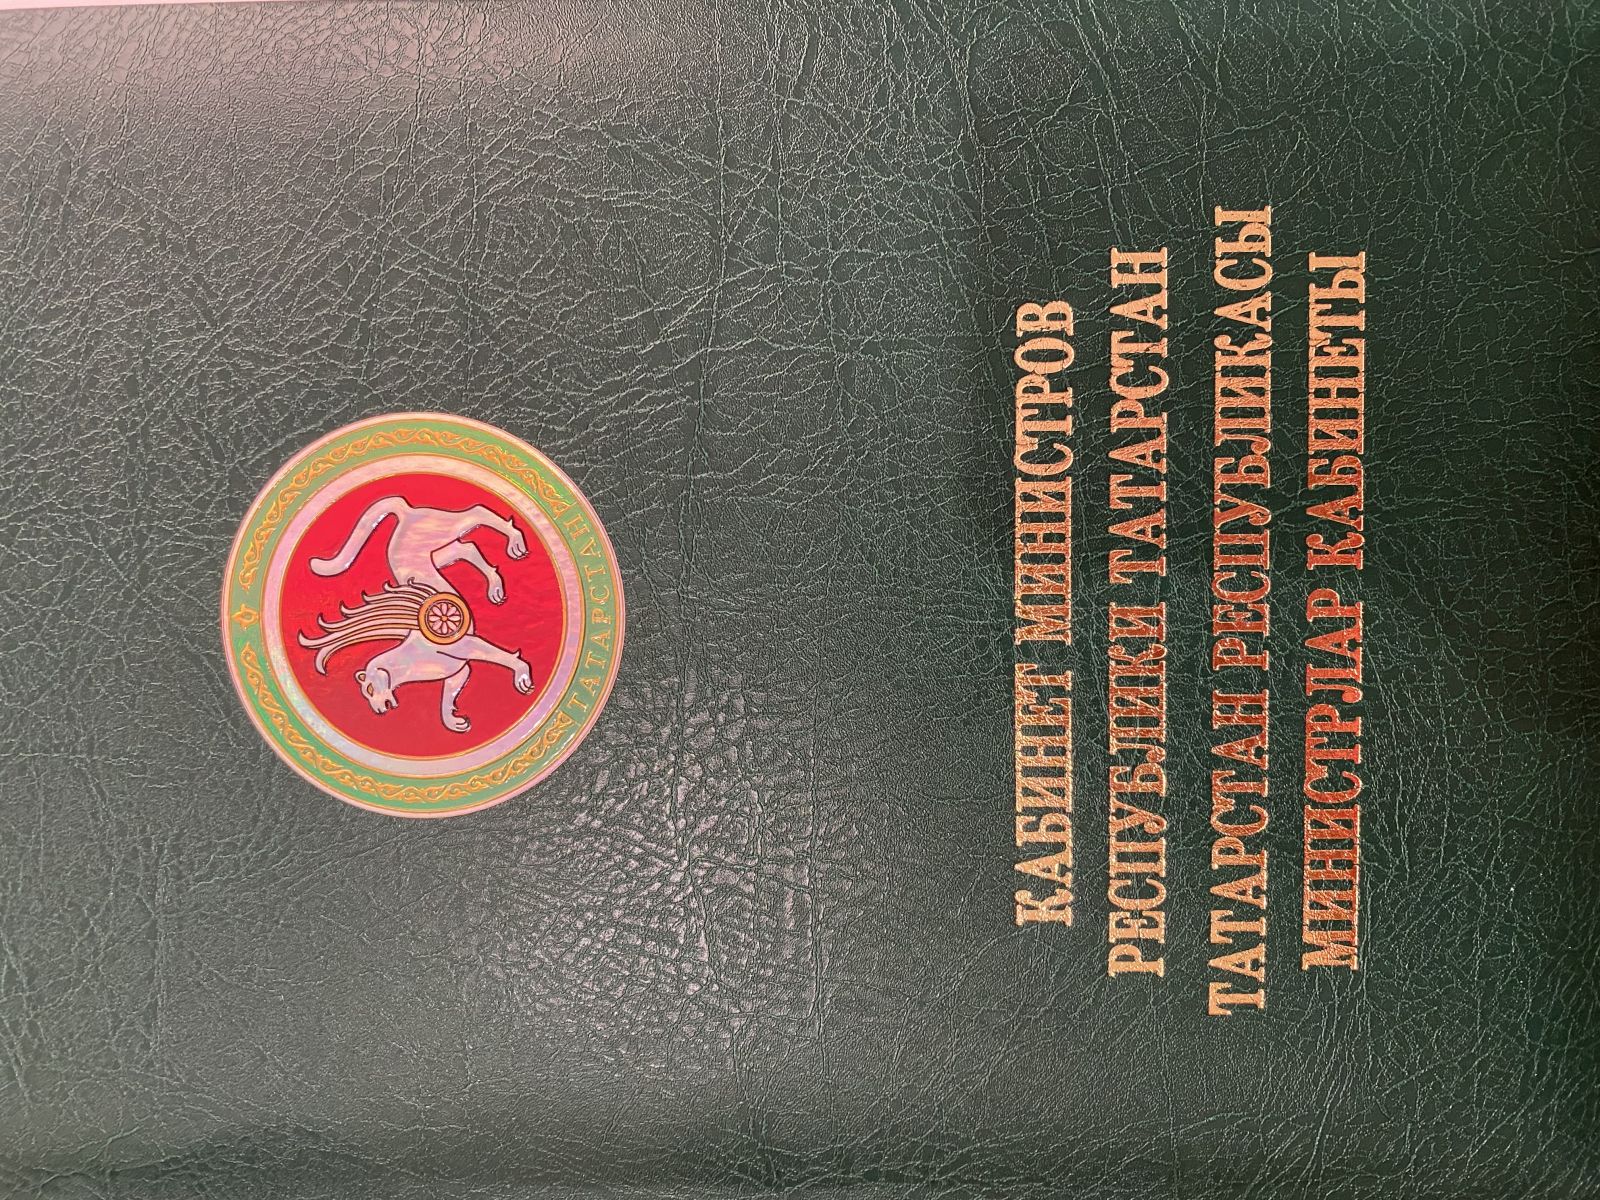 ТАТАРСТАН
КАБИНЕТ МИНИСТРОВ
РЕСПУБЛИКИ ТАТАРСТАН
ТАТАРСТАН РЕСПУБЛИКАСЫ
МИНИСТРЛАР КАБИНЕТЫ